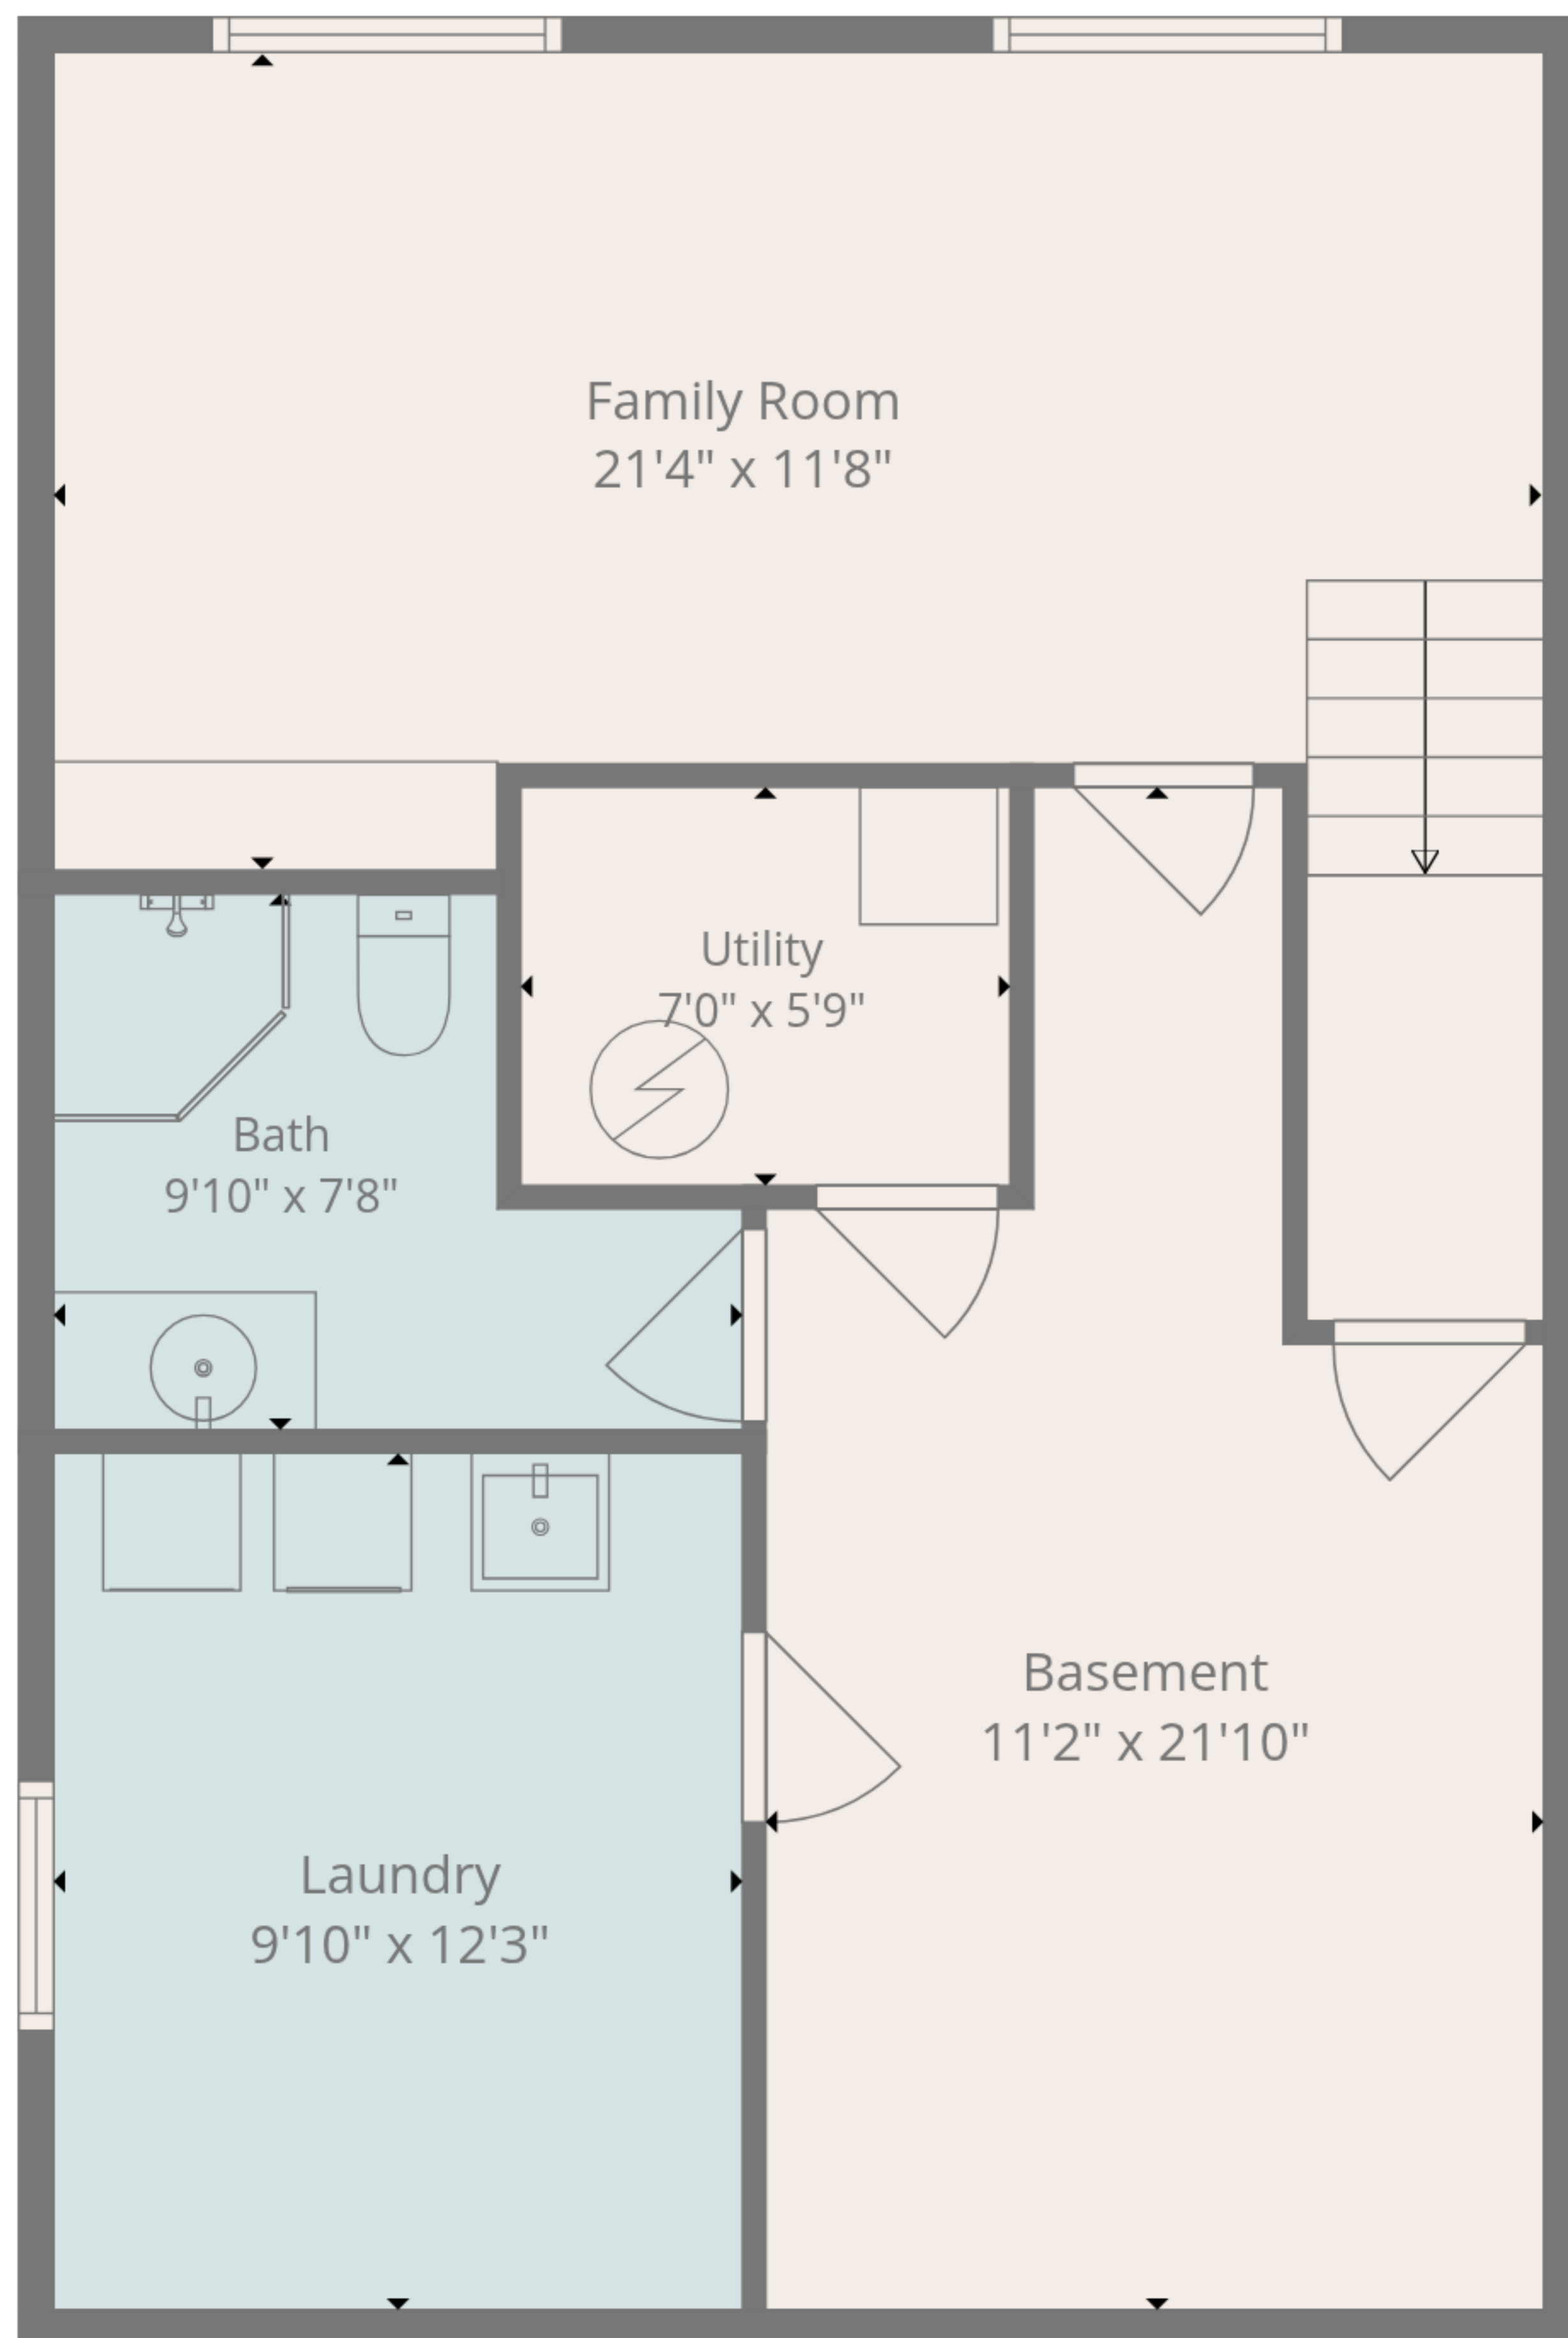 Family Room
21'4" x 11'8"
Utility
7'0" x 5'9"
Bath
9'10" x 7'8"
Basement
11'2" x 21'10"
Laundry
9'10" x 12'3"